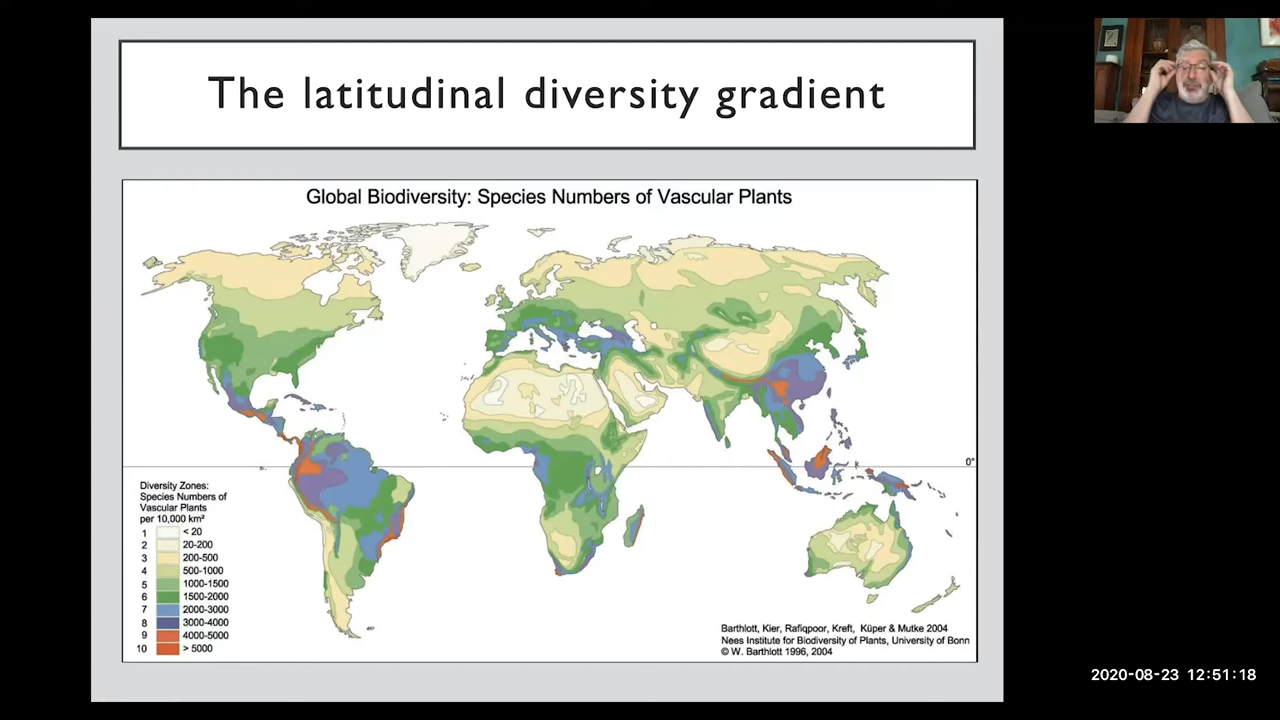 The latitudinal diversity gradient
Global Biodiversity: Species Numbers of Vascular Plants
0°
Diversity Zones:
Species Numbers of
Vascular Plants
per 10,000 km²
1 < 20
2 20-200
3 200-500
4 500-1000
5 1000-1500
6 1500-2000
7 2000-3000
8 3000-4000
9 4000-5000
10 > 5000
Barthlott, Kier, Rafiqpoor, Kreft, Küper & Mutke 2004
Nees Institute for Biodiversity of Plants, University of Bonn
© W. Barthlott 1996, 2004
2020-08-23 12:51:18